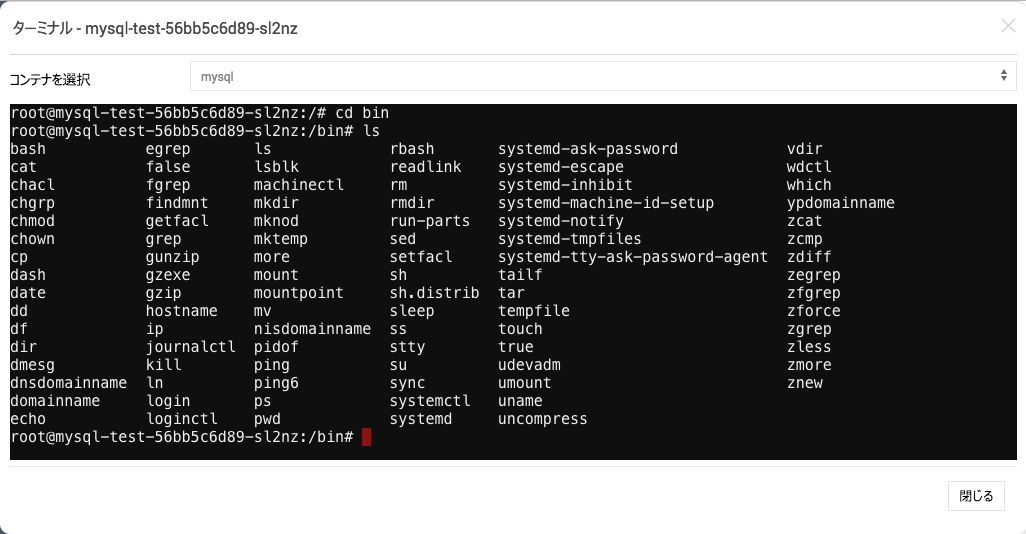 ターミナル - mysql-test-56bb5c6d89-sl2nz
コンテナを選択 mysql
root@mysql-test-56bb5c6d89-sl2nz:/# cd bin
root@mysql-test-56bb5c6d89-sl2nz:/bin# ls
bash egrep ls rbash systemd-ask-password vdir
cat false lsblk readlink systemd-escape wdctl
chacl fgrep machinectl rm systemd-inhibit which
chgrp findmnt mkdir rmdir systemd-machine-id-setup ypdomainname
chmod getfacl mknod run-parts systemd-notify zcat
chown grep mktemp sed systemd-tmpfiles zcmp
cp gunzip more setfacl systemd-tty-ask-password-agent zdiff
dash gzexe mount sh tailf zegrep
date gzip mountpoint sh.distrib tar zfgrep
dd hostname mv sleep tempfile zforce
df ip nisdomainname ss touch zgrep
dir journalctl pidof stty true zless
dmesg kill ping su udevadm zmore
dnsdomainname ln ping6 sync umount znew
domainname login ps systemctl uname
echo loginctl pwd systemd uncompress
root@mysql-test-56bb5c6d89-sl2nz:/bin#
閉じる